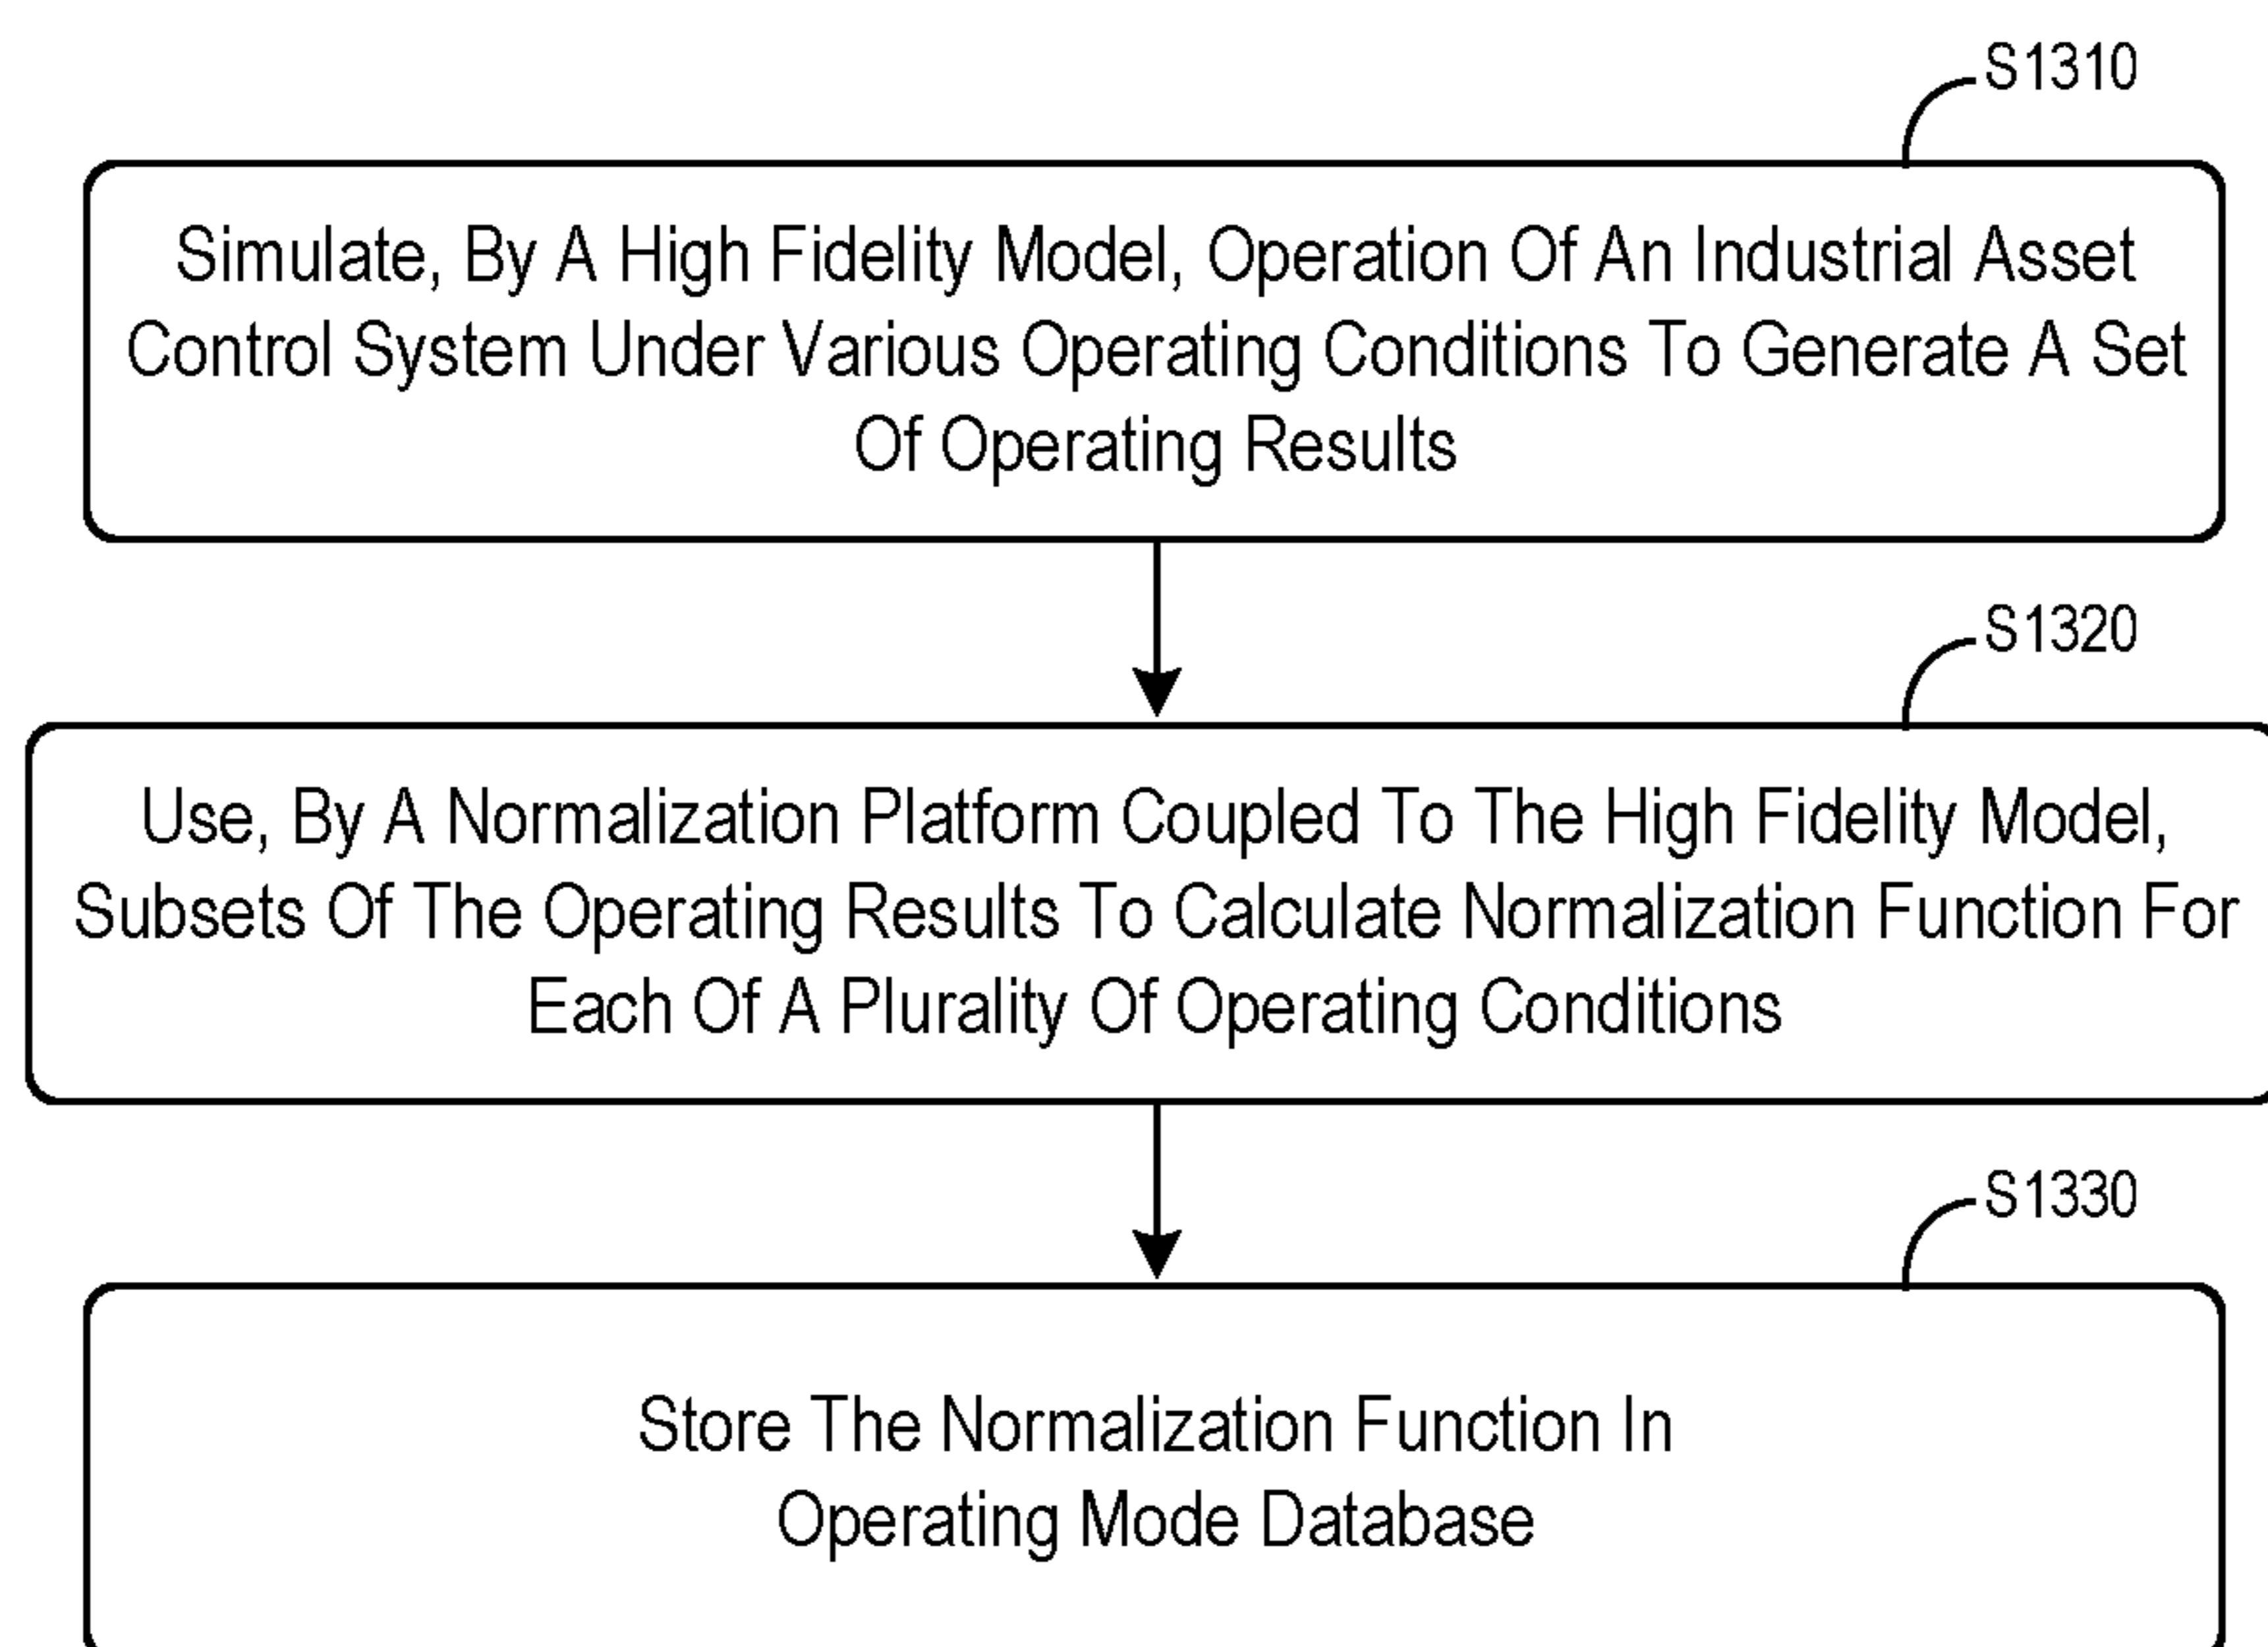 S1310
Simulate, By A High Fidelity Model, Operation Of An Industrial Asset
Control System Under Various Operating Conditions To Generate A Set
Of Operating Results
S1320
Use, By A Normalization Platform Coupled To The High Fidelity Model,
Subsets Of The Operating Results To Calculate Normalization Function For
Each Of A Plurality Of Operating Conditions
S1330
Store The Normalization Function In
Operating Mode Database